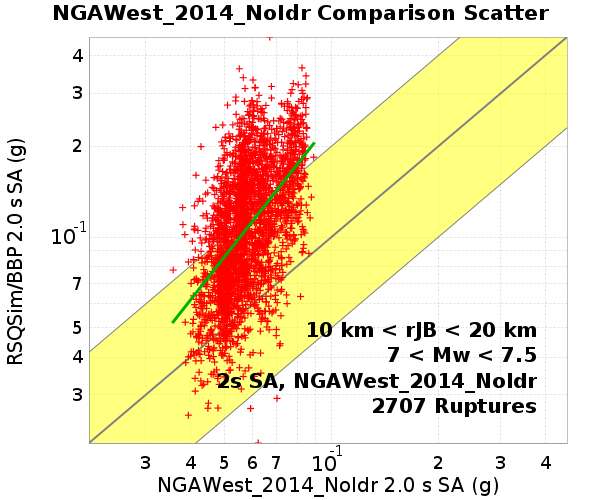 NGAWest_2014_NoIdr Comparison Scatter
4
3
2
10-1
7
5
4
3
RSQSim/BBP 2.0 s SA (g)
10 km < rJB < 20 km
7 < Mw < 7.5
2s SA, NGAWest_2014_NoIdr
2707 Ruptures
3 4 5 6 7 10-1 2 3 4
NGAWest_2014_NoIdr 2.0 s SA (g)